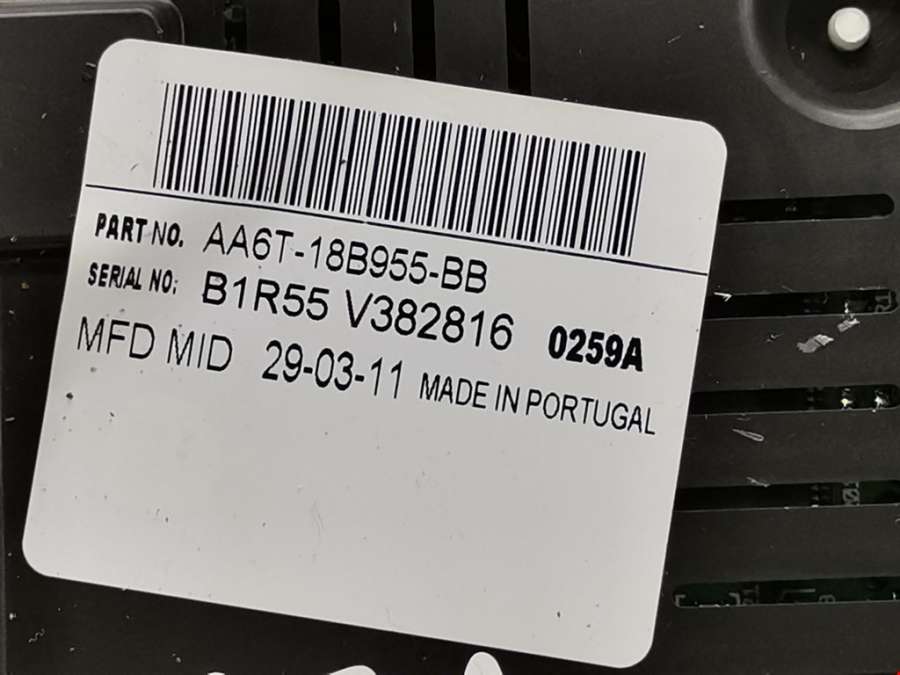 PART NO. AA6T-18B955-BB
SERIAL NO: B1R55 V382816 0259A
MFD MID 29-03-11 MADE IN PORTUGAL